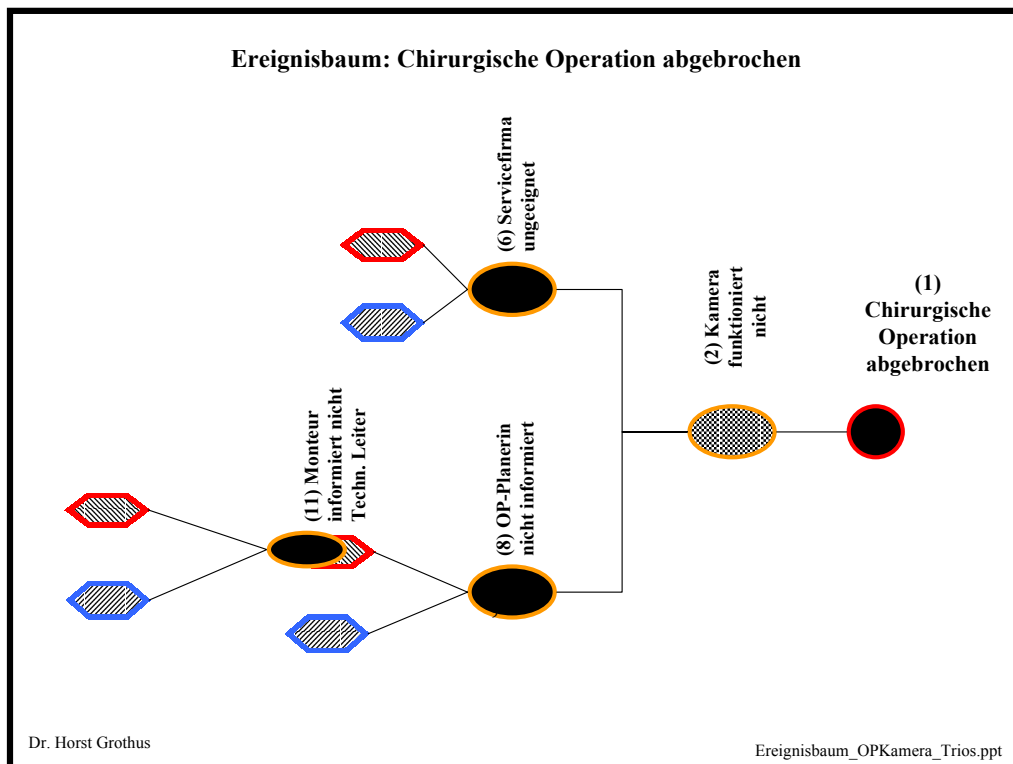 Ereignisbaum: Chirurgische Operation abgebrochen
(6) Servicefirma
ungeeignet
(2) Kamera
funktioniert
nicht
(1)
Chirurgische
Operation
abgebrochen
(11) Monteur
informiert nicht
Techn. Leiter
(8) OP-Planerin
nicht informiert
Dr. Horst Grothus
Ereignisbaum_OPKamera_Trios.ppt